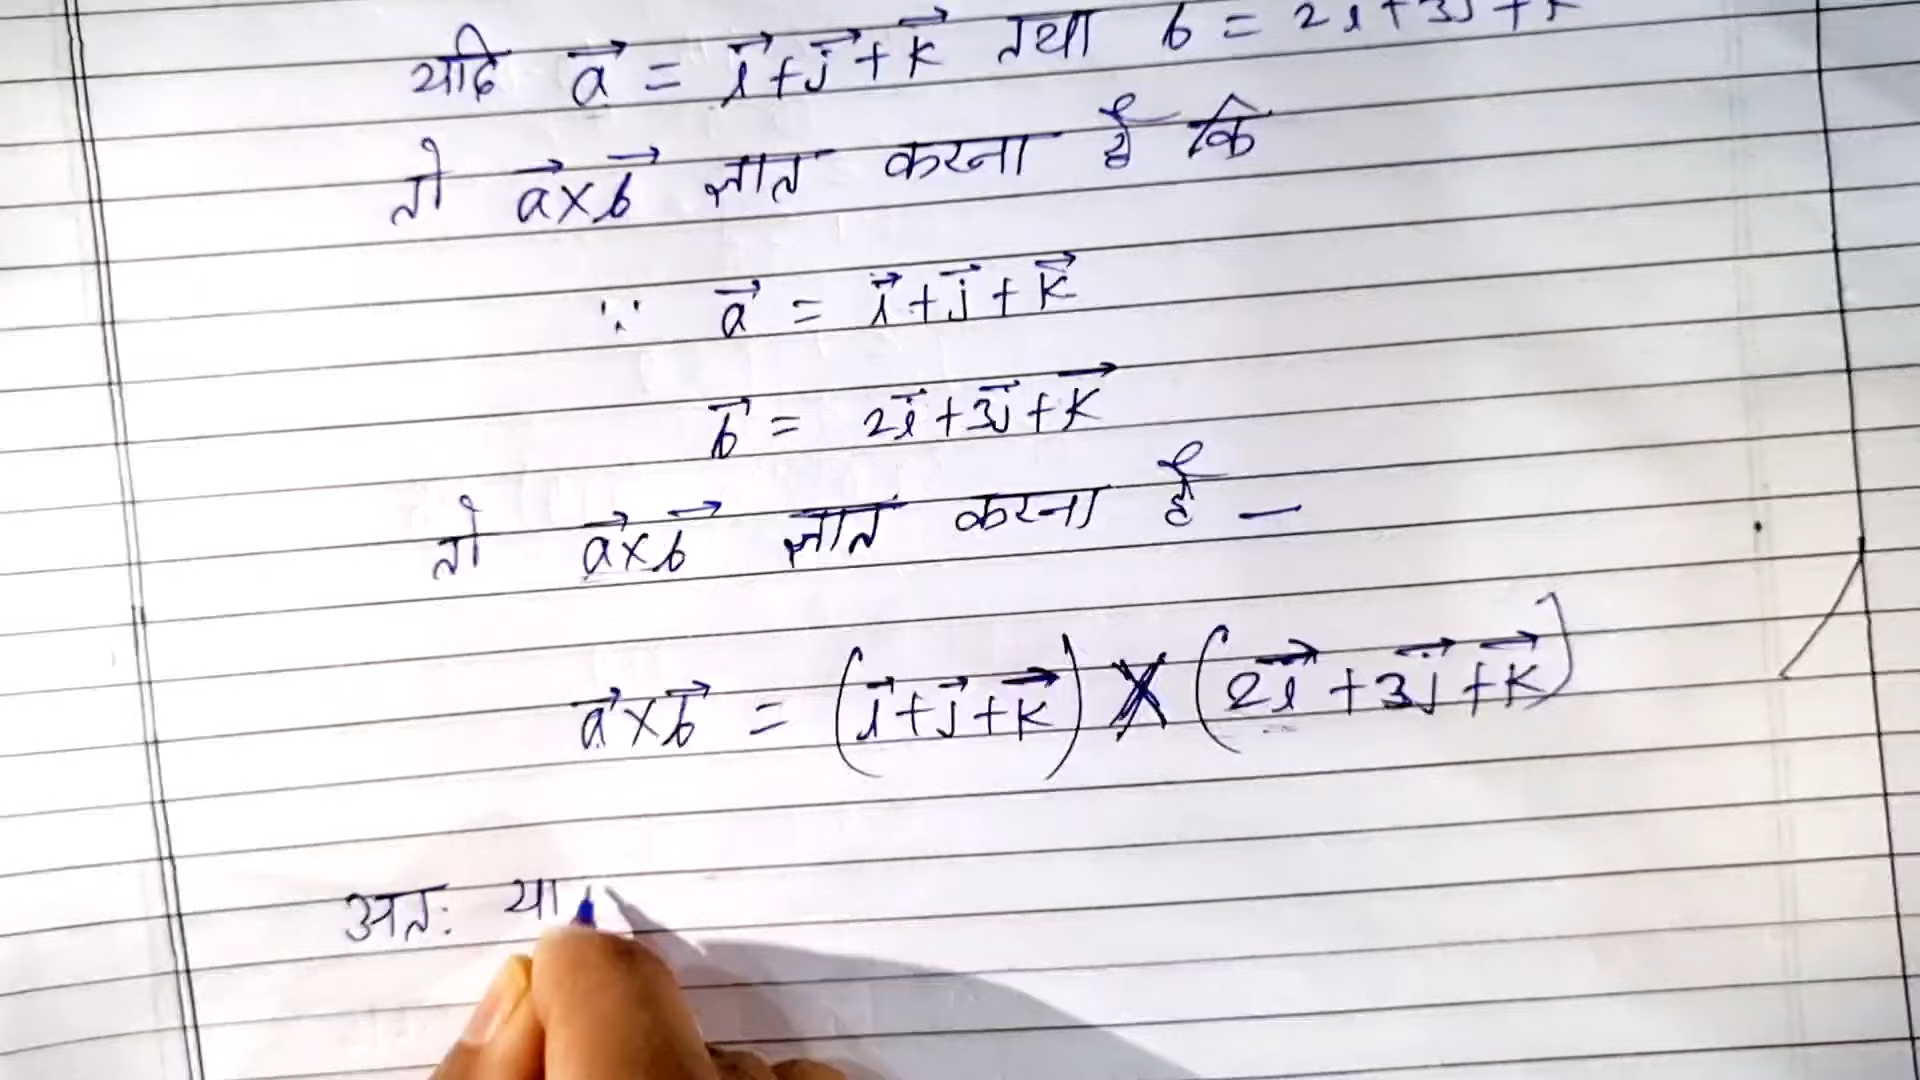 यदि a⃗ = i⃗+j⃗+k⃗ तथा b = 2i+3j+k
तो a⃗×b⃗ ज्ञात करना है कि
∵ a⃗ = i⃗+j⃗+k⃗
b⃗ = 2i⃗+3j⃗+k⃗
तो a⃗×b⃗ ज्ञात करना है –
a⃗×b⃗ = (i⃗+j⃗+k⃗) × (2i⃗+3j⃗+k⃗)
अतः या